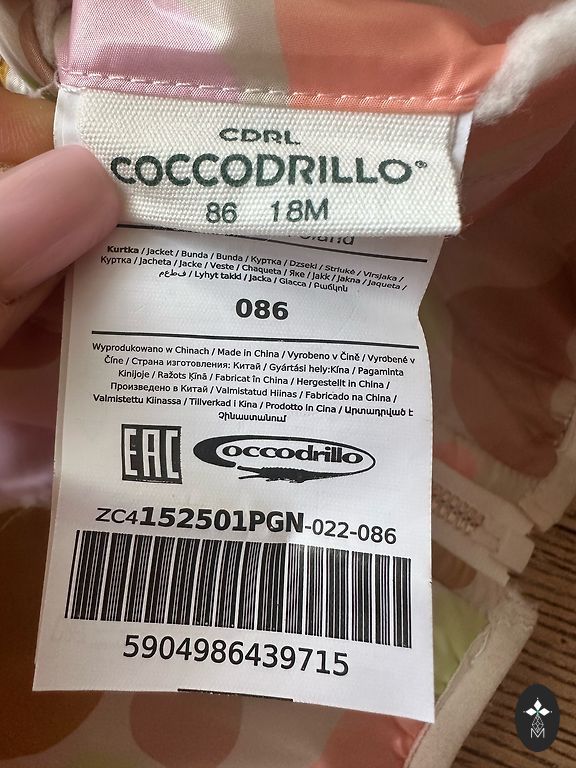 CDRL
COCCODRILLO®
86 18M
Kurtka / Jacket / Bunda / Bunda / Куртка / Dzseki / Striukė / Virsjaka /
Куртка / Jacheta / Jacke / Veste / Chaqueta / Яке / Jakk / Jakna / Jaqueta /
/ Lyhyt takki / Jacka / Giacca / Բաճկոն
086
Wyprodukowano w Chinach / Made in China / Vyrobeno v Čině / Vyrobené v
Číne / Страна изготовления: Китай / Gyártási hely:Kína / Pagaminta
Kinijoje / Ražots Ķīnā / Fabricat în China / Hergestellt in China /
Произведено в Китай / Valmistatud Hiinas / Fabricado na China /
Valmistettu Kiinassa / Tillverkad i Kina / Prodotto in Cina / Արտադրված է
Չինաստանում
EAC Coccodrillo
ZC4152501PGN-022-086
5904986439715
M